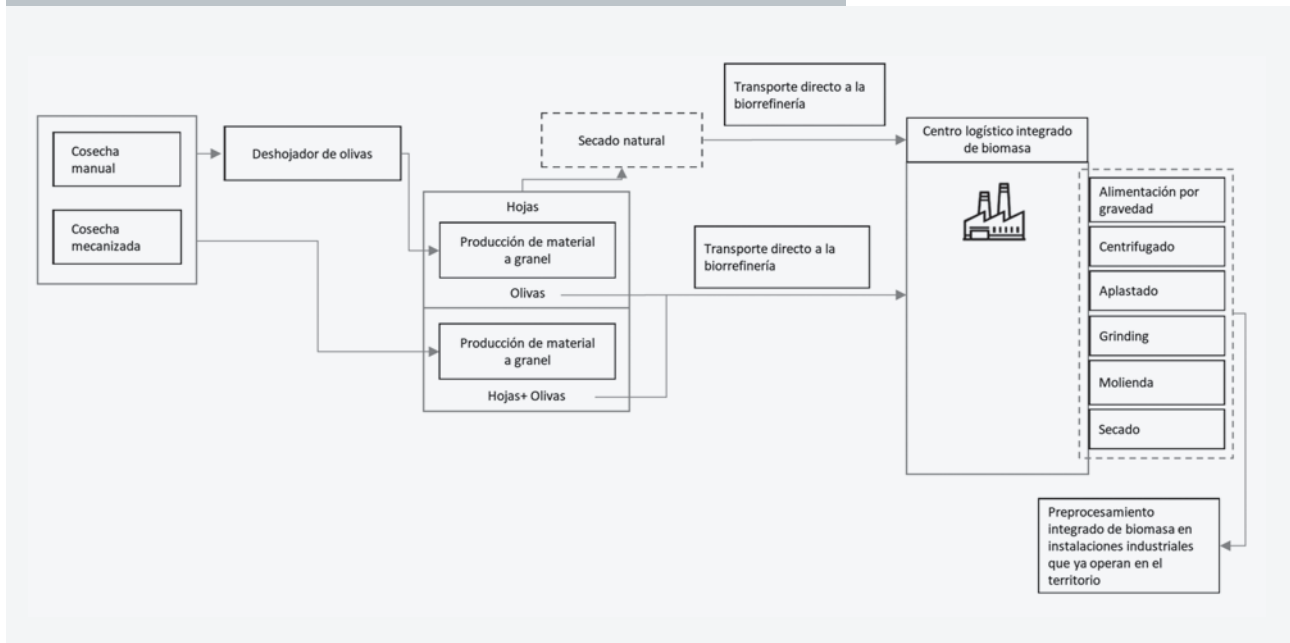 Cosecha
manual
Cosecha
mecanizada
Deshojador de olivas
Hojas
Producción de material
a granel
Olivas
Producción de material
a granel
Hojas+ Olivas
Secado natural
Transporte directo a la
biorrefinería
Transporte directo a la
biorrefinería
Centro logístico integrado
de biomasa
Alimentación por
gravedad
Centrifugado
Aplastado
Grinding
Molienda
Secado
Preprocesamiento
integrado de biomasa en
instalaciones industriales
que ya operan en el
territorio